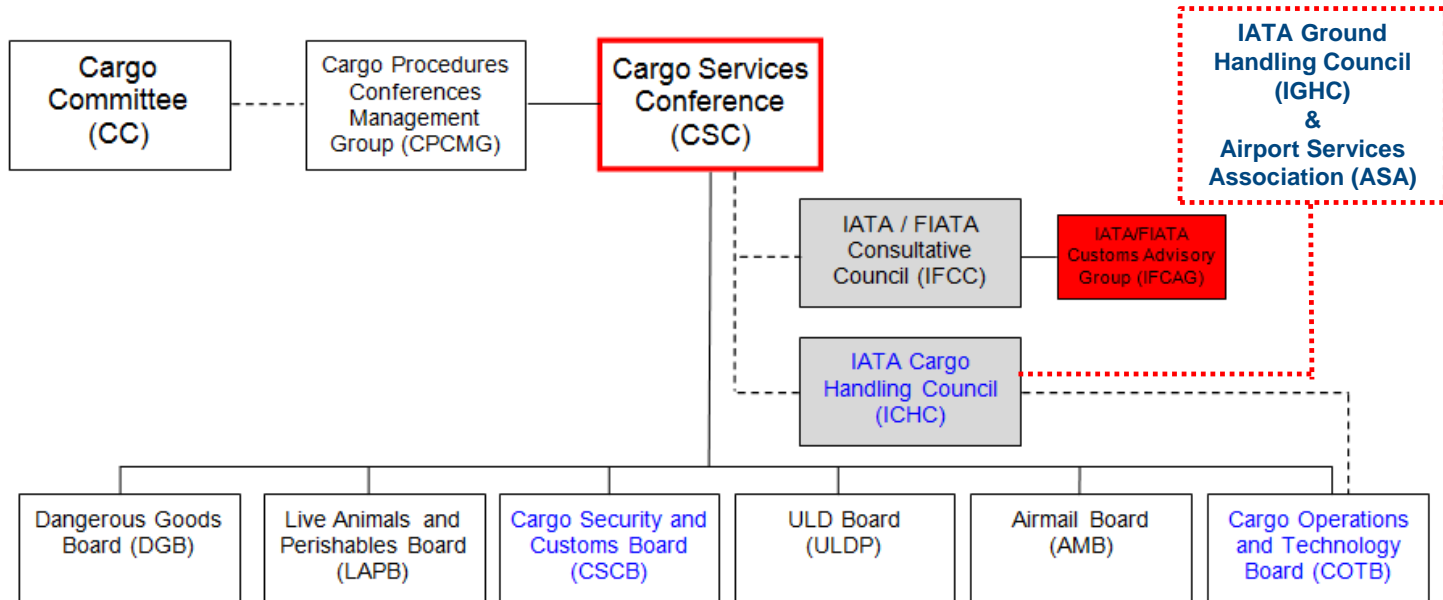 Cargo
Committee
(CC)
Cargo Procedures
Conferences
Management
Group (CPCMG)
Cargo Services
Conference
(CSC)
IATA Ground
Handling Council
(IGHC)
&
Airport Services
Association (ASA)
IATA / FIATA
Consultative
Council (IFCC)
IATA/FIATA
Customs Advisory
Group (IFCAG)
IATA Cargo
Handling Council
(ICHC)
Dangerous Goods
Board (DGB)
Live Animals and
Perishables Board
(LAPB)
Cargo Security and
Customs Board
(CSCB)
ULD Board
(ULDP)
Airmail Board
(AMB)
Cargo Operations
and Technology
Board (COTB)